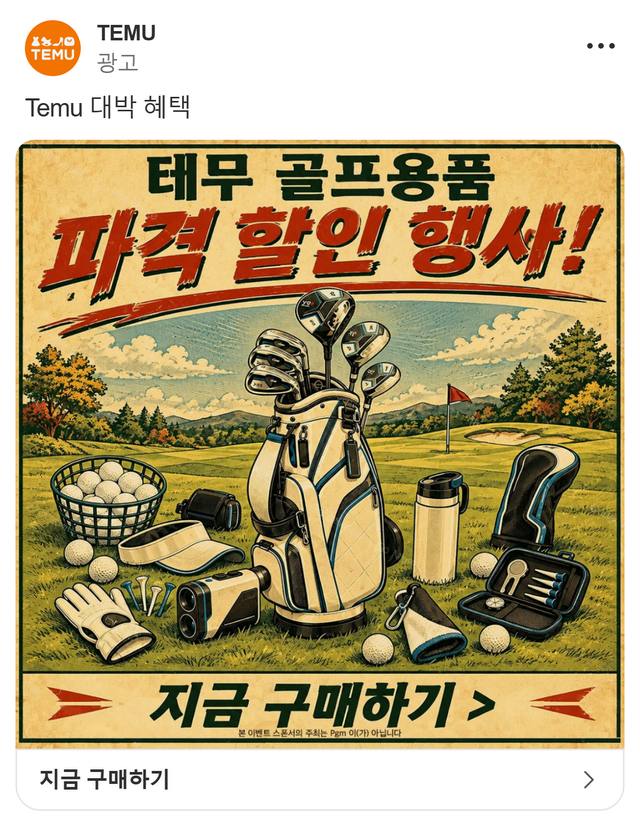 TEMU
TEMU
광고
Temu 대박 혜택
테무 골프용품
파격 할인 행사!
지금 구매하기 >
본 이벤트 스폰서의 주최는 Pgm 이(가) 아닙니다
지금 구매하기